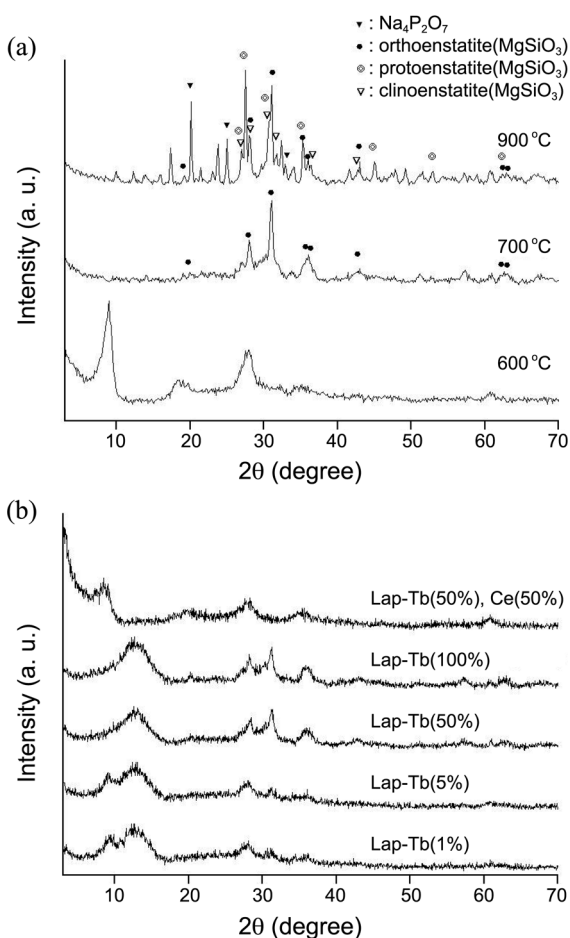 (a)
▼ : Na₄P₂O₇
● : orthoenstatite(MgSiO₃)
◎ : protoenstatite(MgSiO₃)
▽ : clinoenstatite(MgSiO₃)
900 °C
700 °C
600 °C
Intensity (a. u.)
10 20 30 40 50 60 70
2θ (degree)
(b)
Lap-Tb(50%), Ce(50%)
Lap-Tb(100%)
Lap-Tb(50%)
Lap-Tb(5%)
Lap-Tb(1%)
Intensity (a. u.)
10 20 30 40 50 60 70
2θ (degree)